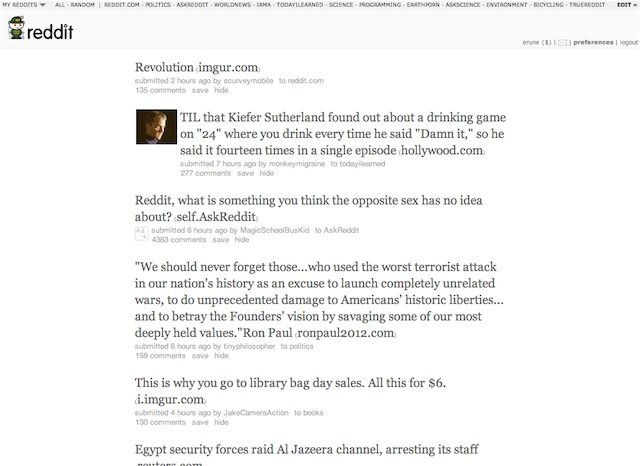 MY REDDITS ▼ ALL - RANDOM | REDDIT.COM - POLITICS - ASKREDDIT - WORLDNEWS - IAMA - TODAYILEARNED - SCIENCE - PROGRAMMING - EARTHPORN - ASKSCIENCE - ENVIRONMENT - BICYCLING - TRUEREDDIT EDIT »
reddit
erune (1) | | preferences | logout
Revolution (imgur.com)
submitted 2 hours ago by scurveymobile to reddit.com
135 comments save hide
TIL that Kiefer Sutherland found out about a drinking game
on "24" where you drink every time he said "Damn it," so he
said it fourteen times in a single episode (hollywood.com)
submitted 7 hours ago by monkeymigraine to todayilearned
277 comments save hide
Reddit, what is something you think the opposite sex has no idea
about? (self.AskReddit)
Aa +
submitted 6 hours ago by MagicSchoolBusKid to AskReddit
4363 comments save hide
"We should never forget those...who used the worst terrorist attack
in our nation's history as an excuse to launch completely unrelated
wars, to do unprecedented damage to Americans' historic liberties...
and to betray the Founders' vision by savaging some of our most
deeply held values."Ron Paul (ronpaul2012.com)
submitted 6 hours ago by tinyphilosopher to politics
159 comments save hide
This is why you go to library bag day sales. All this for $6.
(i.imgur.com)
submitted 4 hours ago by JakeCameraAction to books
130 comments save hide
Egypt security forces raid Al Jazeera channel, arresting its staff
(reuters.com)